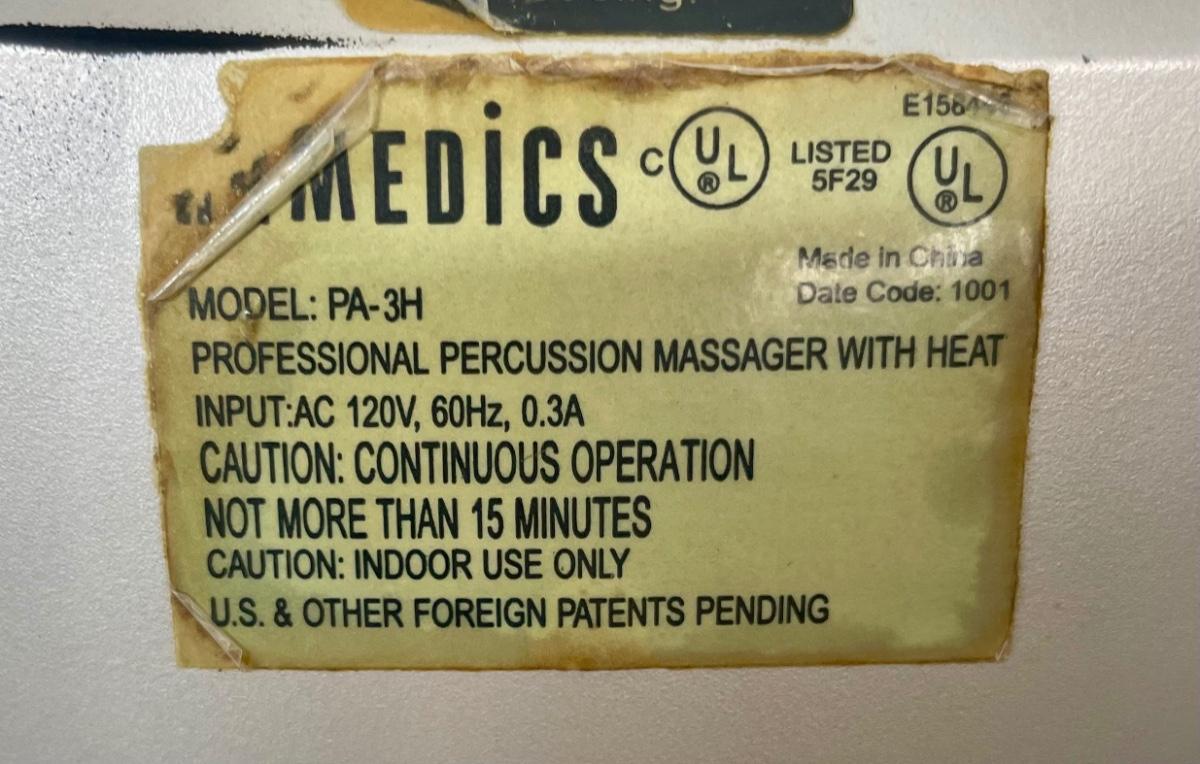 MEDiCS
C UL® LISTED 5F29 UL®
Made in China
Date Code: 1001
MODEL: PA-3H
PROFESSIONAL PERCUSSION MASSAGER WITH HEAT
INPUT:AC 120V, 60Hz, 0.3A
CAUTION: CONTINUOUS OPERATION
NOT MORE THAN 15 MINUTES
CAUTION: INDOOR USE ONLY
U.S. & OTHER FOREIGN PATENTS PENDING